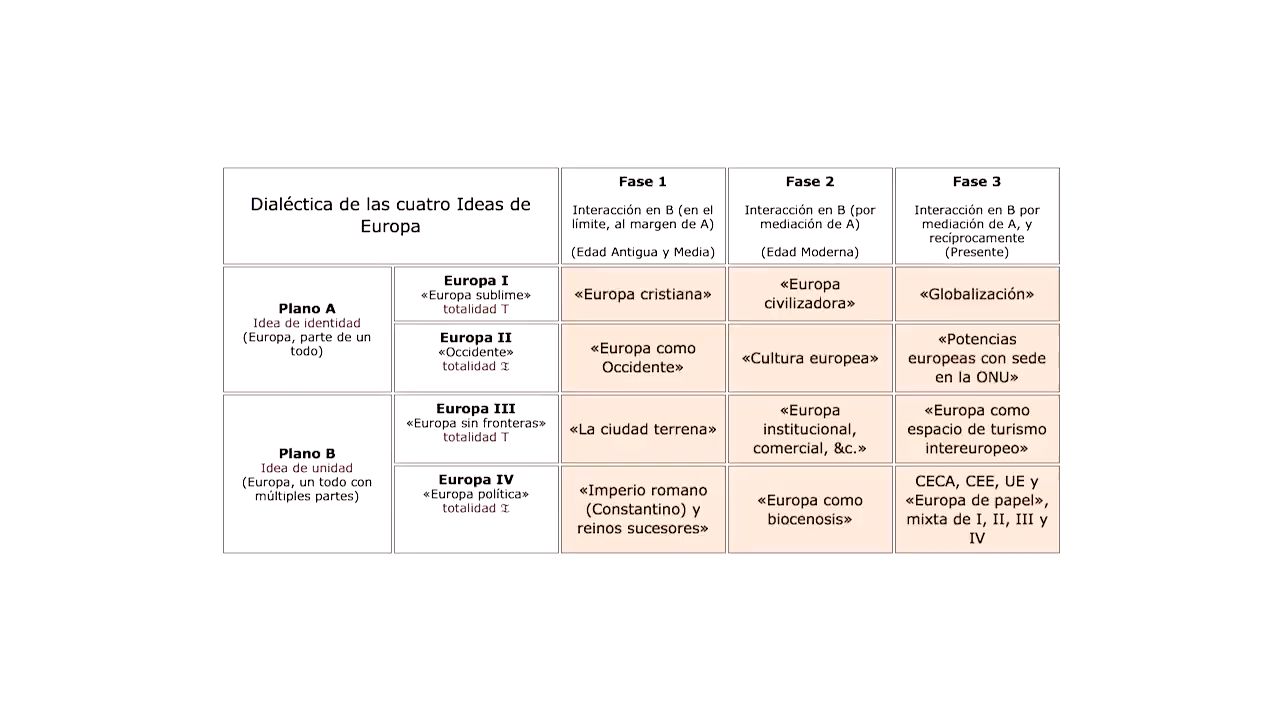 Dialéctica de las cuatro Ideas de
Europa
Fase 1
Interacción en B (en el
límite, al margen de A)
(Edad Antigua y Media)
Fase 2
Interacción en B (por
mediación de A)
(Edad Moderna)
Fase 3
Interacción en B por
mediación de A, y
recíprocamente
(Presente)
Plano A
Idea de identidad
(Europa, parte de un
todo)
Europa I
«Europa sublime»
totalidad T
«Europa cristiana»
«Europa
civilizadora»
«Globalización»
Europa II
«Occidente»
totalidad 𝔗
«Europa como
Occidente»
«Cultura europea»
«Potencias
europeas con sede
en la ONU»
Plano B
Idea de unidad
(Europa, un todo con
múltiples partes)
Europa III
«Europa sin fronteras»
totalidad T
«La ciudad terrena»
«Europa
institucional,
comercial, &c.»
«Europa como
espacio de turismo
intereuropeo»
Europa IV
«Europa política»
totalidad 𝔗
«Imperio romano
(Constantino) y
reinos sucesores»
«Europa como
biocenosis»
CECA, CEE, UE y
«Europa de papel»,
mixta de I, II, III y
IV